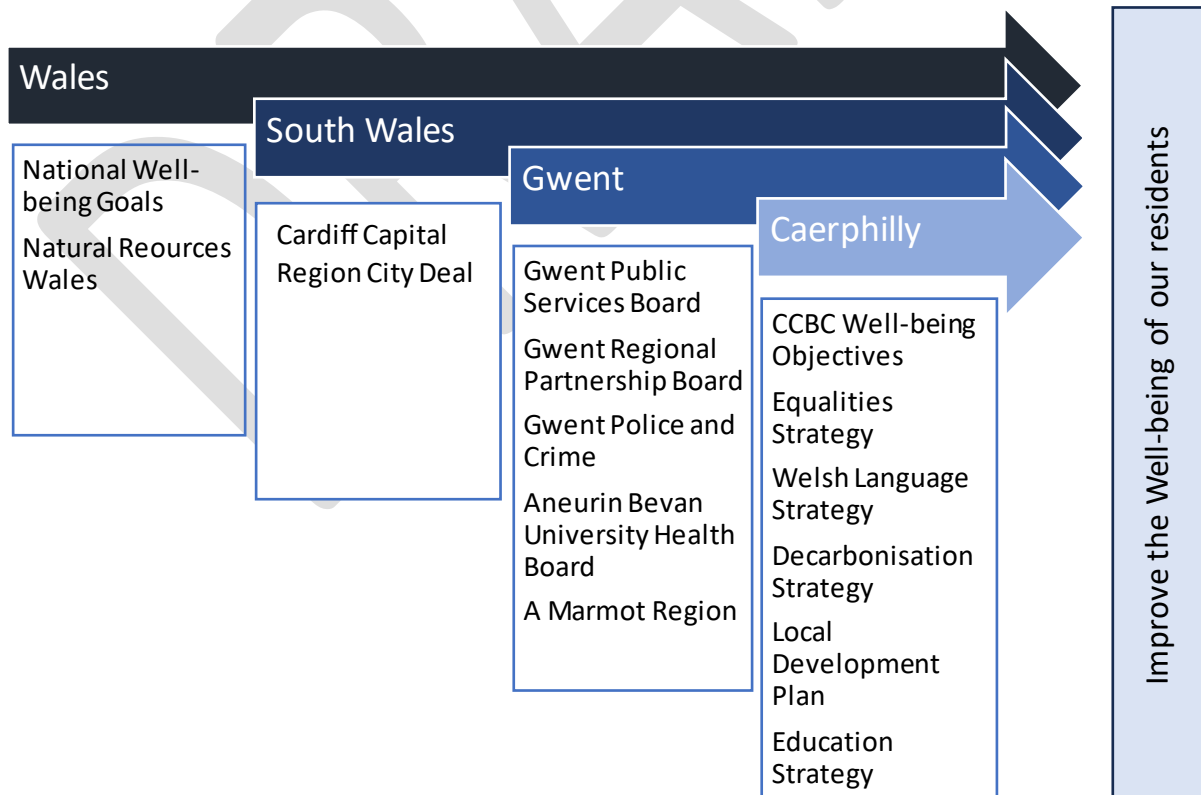 Wales
National Well-
being Goals
Natural Reources
Wales
South Wales
Cardiff Capital
Region City Deal
Gwent
Gwent Public
Services Board
Gwent Regional
Partnership Board
Gwent Police and
Crime
Aneurin Bevan
University Health
Board
A Marmot Region
Caerphilly
CCBC Well-being
Objectives
Equalities
Strategy
Welsh Language
Strategy
Decarbonisation
Strategy
Local
Development
Plan
Education
Strategy
Improve the Well-being of our residents